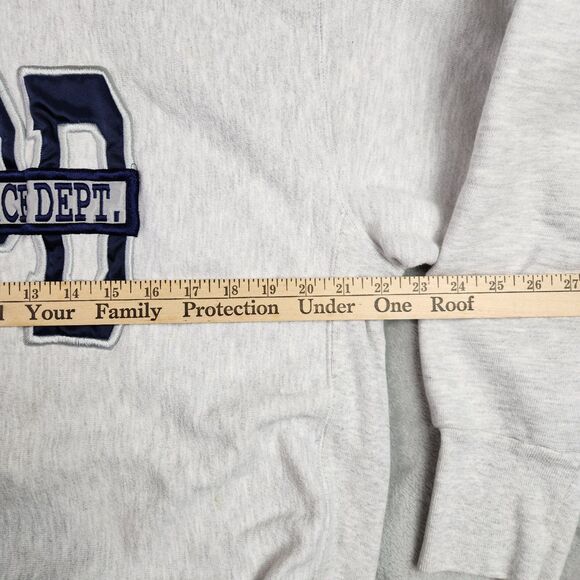 D
CE DEPT.
13 14 15 16 17 18 19 20 21 22 23 24 25 26 27
Your Family Protection Under One Roof